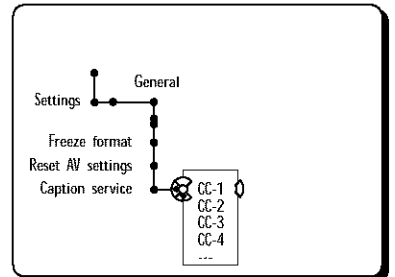 General
Settings
Freeze format
Reset AV settings
Caption service
CC-1
CC-2
CC-3
CC-4
---